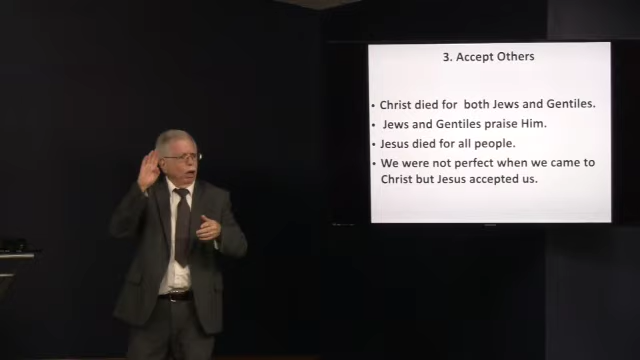 3. Accept Others
• Christ died for both Jews and Gentiles.
• Jews and Gentiles praise Him.
• Jesus died for all people.
• We were not perfect when we came to
Christ but Jesus accepted us.